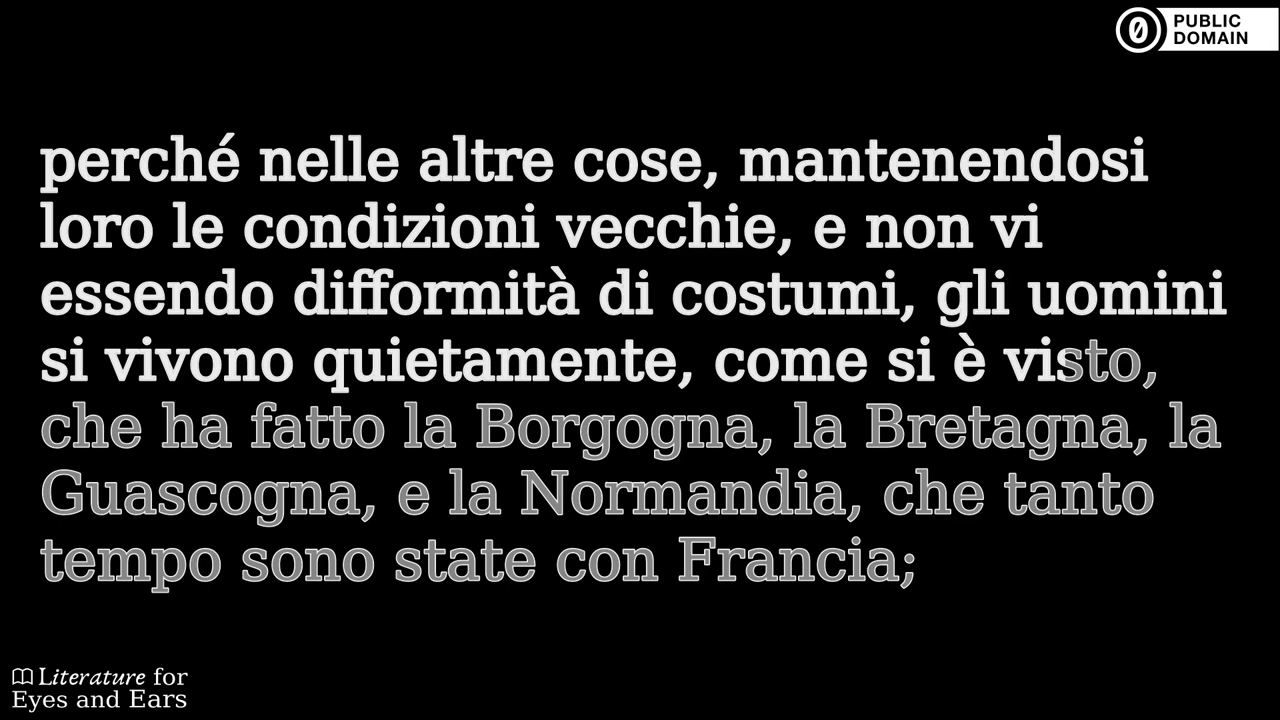 PUBLIC
DOMAIN
perché nelle altre cose, mantenendosi
loro le condizioni vecchie, e non vi
essendo difformità di costumi, gli uomini
si vivono quietamente, come si è visto,
che ha fatto la Borgogna, la Bretagna, la
Guascogna, e la Normandia, che tanto
tempo sono state con Francia;
Literature for
Eyes and Ears